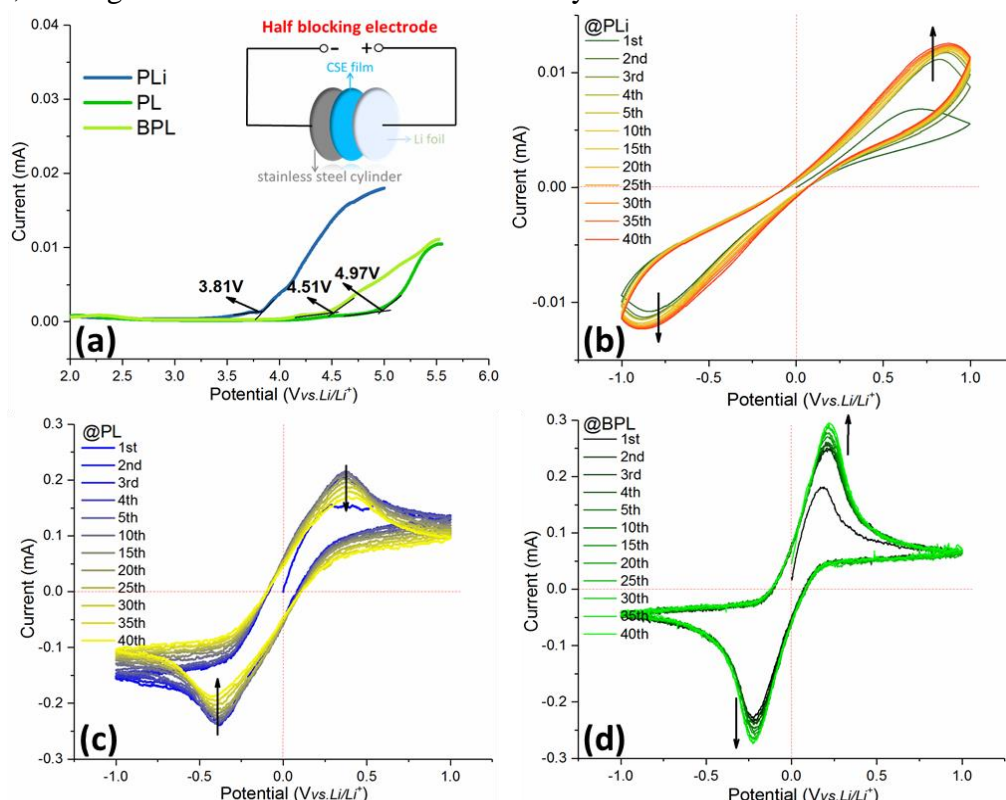 Half blocking electrode
- +
CSE film
Li foil
stainless steel cylinder
PLi
PL
BPL
3.81V
4.51V
4.97V
0.04
0.03
0.02
0.01
0.00
Current (mA)
2.0 2.5 3.0 3.5 4.0 4.5 5.0 5.5 6.0
Potential (Vvs.Li/Li+)
(a)
@PLi
1st
2nd
3rd
4th
5th
10th
15th
20th
25th
30th
35th
40th
0.01
0.00
-0.01
Current (mA)
-1.0 -0.5 0.0 0.5 1.0
Potential (Vvs.Li/Li+)
(b)
@PL
1st
2nd
3rd
4th
5th
10th
15th
20th
25th
30th
35th
40th
0.3
0.2
0.1
0.0
-0.1
-0.2
-0.3
Current (mA)
-1.0 -0.5 0.0 0.5 1.0
Potential (Vvs.Li/Li+)
(c)
@BPL
1st
2nd
3rd
4th
5th
10th
15th
20th
25th
30th
35th
40th
0.3
0.2
0.1
0.0
-0.1
-0.2
-0.3
Current (mA)
-1.0 -0.5 0.0 0.5 1.0
Potential (Vvs.Li/Li+)
(d)